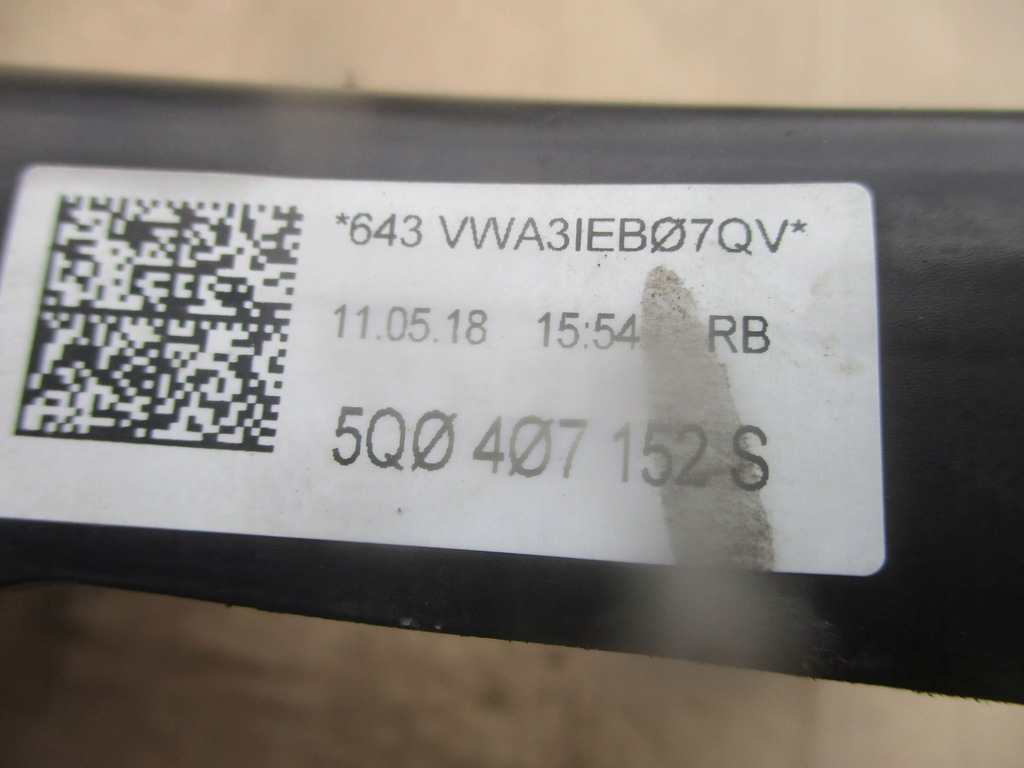 *643 VWA3IEBØ7QV*
11.05.18 15:54 RB
5QØ 4Ø7 152 S